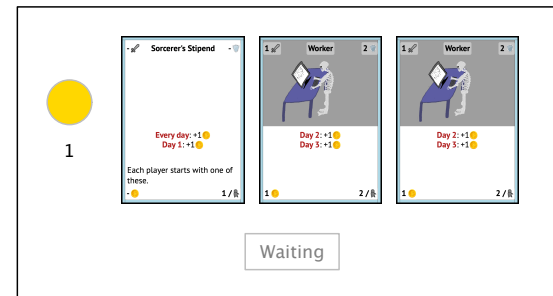 1
- Sorcerer's Stipend -
Every day: +1
Day 1: +1
Each player starts with one of
these.
- 1 /
1 Worker 2
Day 2: +1
Day 3: +1
1 2 /
1 Worker 2
Day 2: +1
Day 3: +1
1 2 /
Waiting